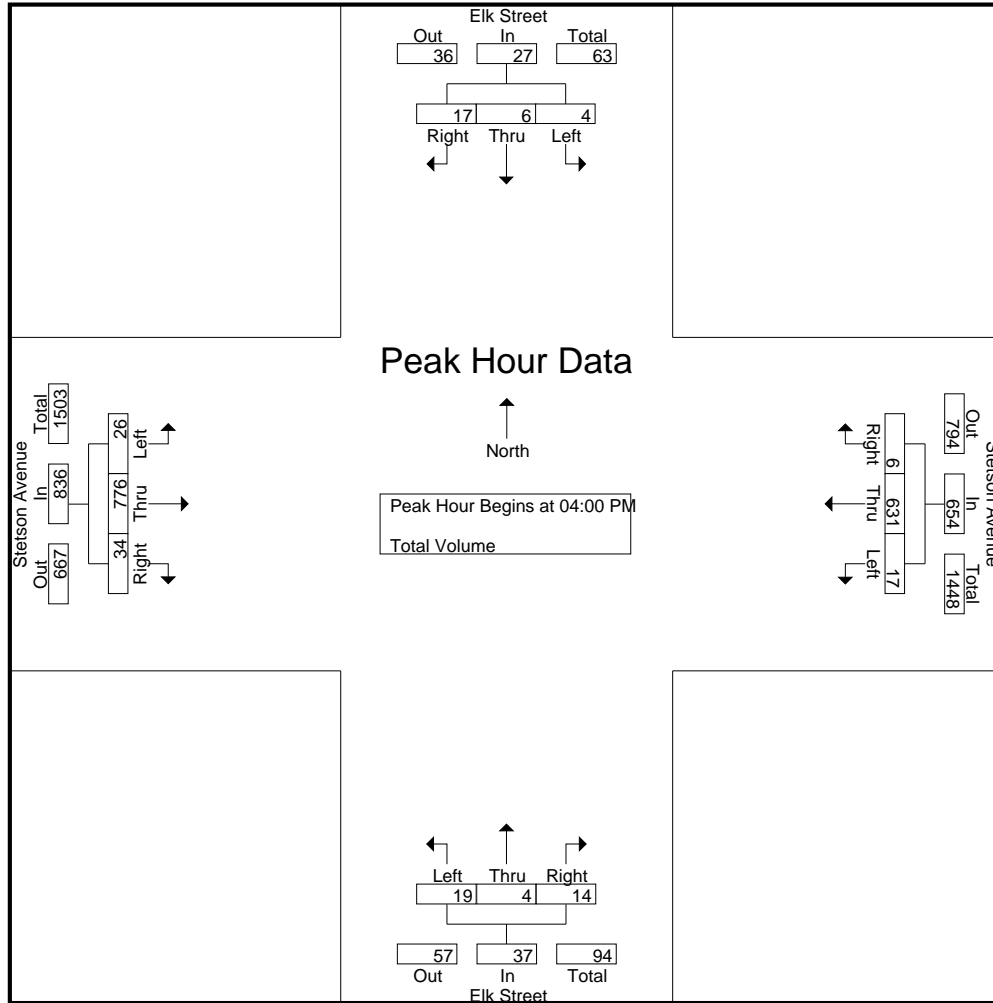 Elk Street
Out In Total
36 27 63
17 6 4
Right Thru Left
Peak Hour Data
North
Peak Hour Begins at 04:00 PM
Total Volume
Stetson Avenue
Total In Out
1503 836 667
26 776 34
Left Thru Right
Stetson Avenue
Out In Total
794 654 1448
6 631 17
Right Thru Left
Left Thru Right
19 4 14
57 37 94
Out In Total
Elk Street